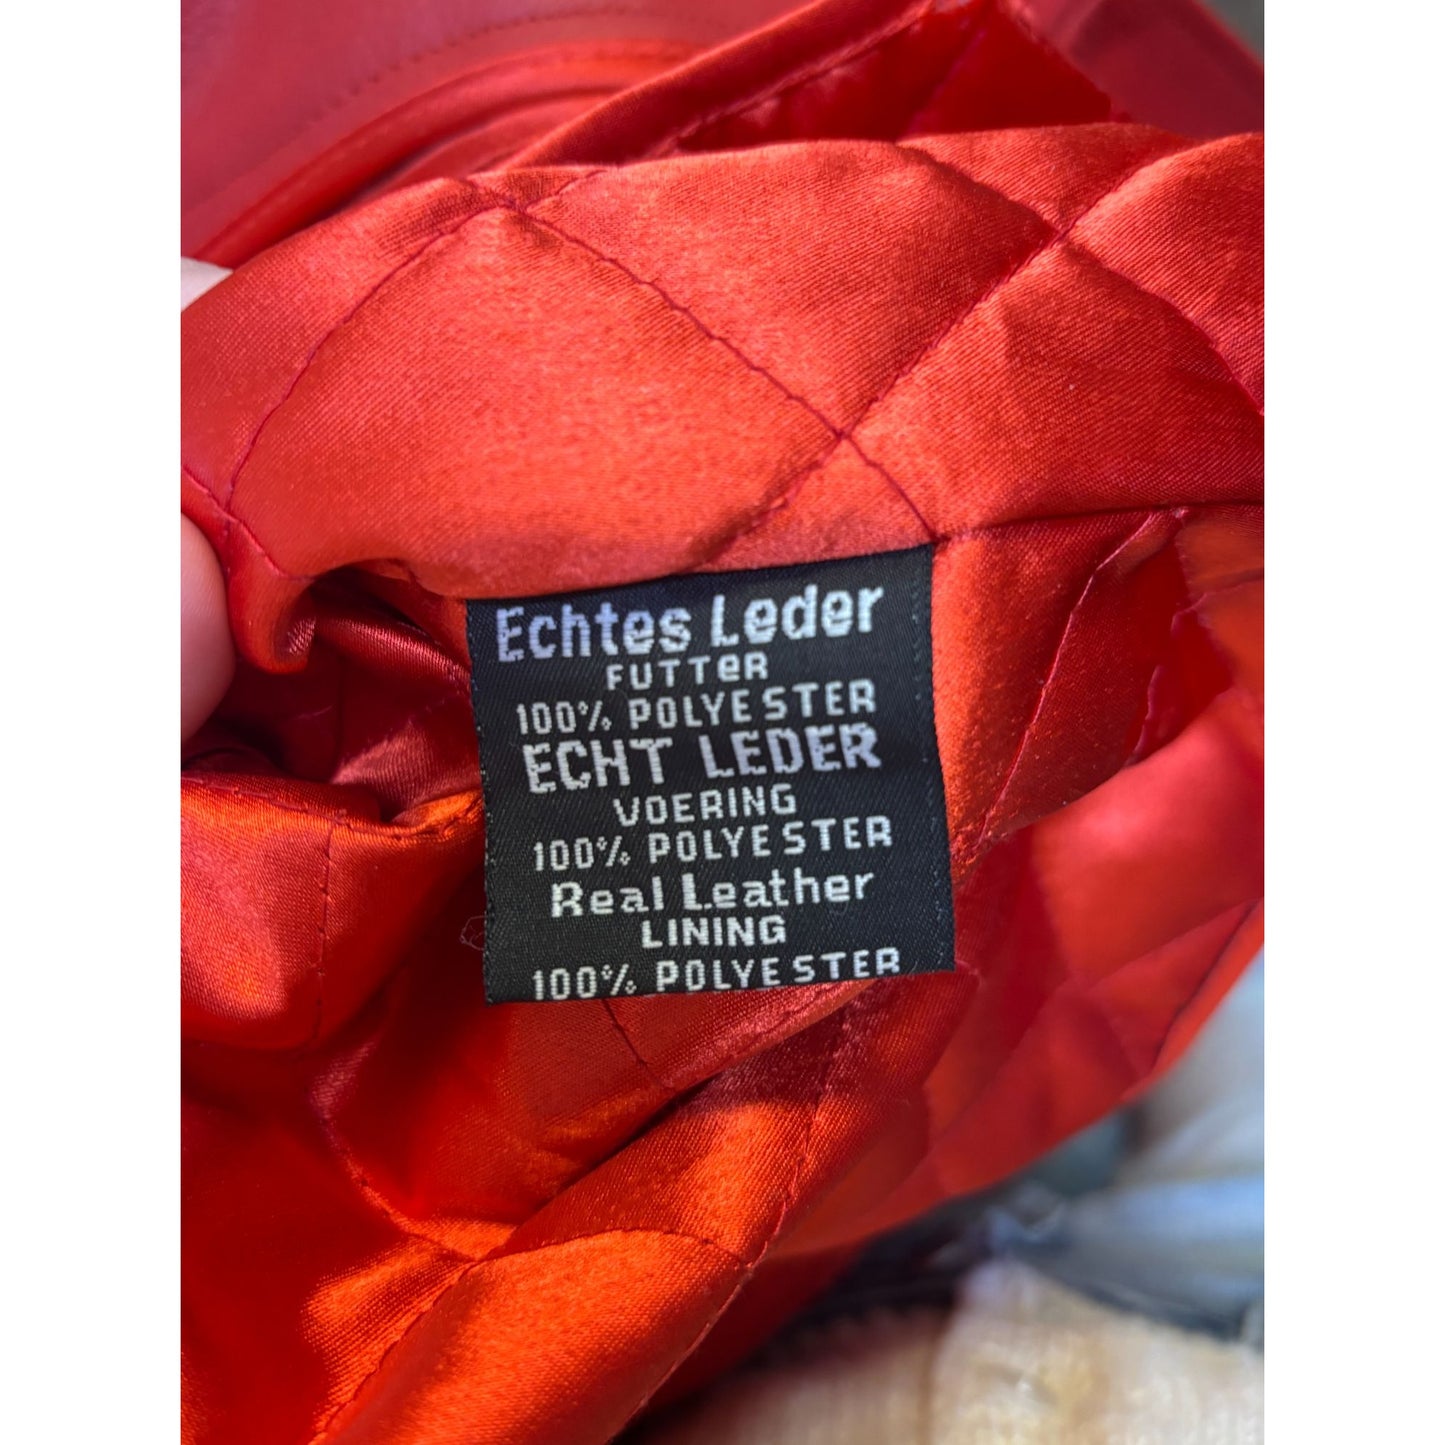 Echtes Leder
FUTTeR
100% POLYESTER
ECHT LEDER
VOERING
100% POLYESTER
Real Leather
LINING
100% POLYESTER